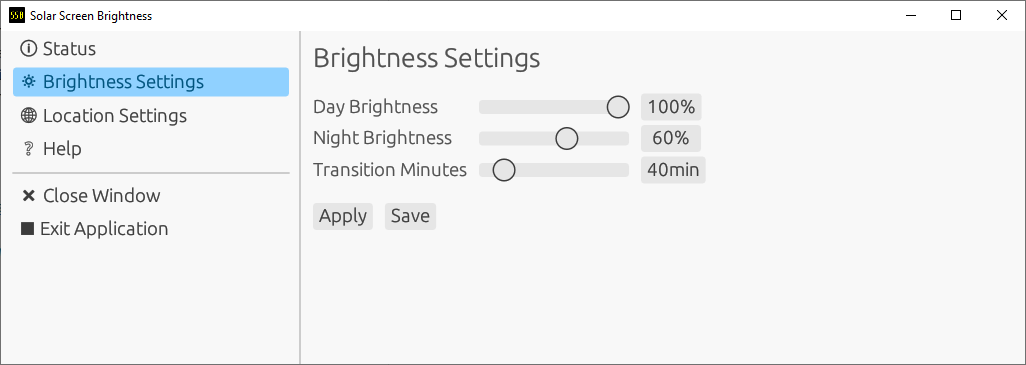 SSB Solar Screen Brightness
Status
Brightness Settings
Location Settings
Help
Close Window
Exit Application
Brightness Settings
Day Brightness 100%
Night Brightness 60%
Transition Minutes 40min
Apply Save